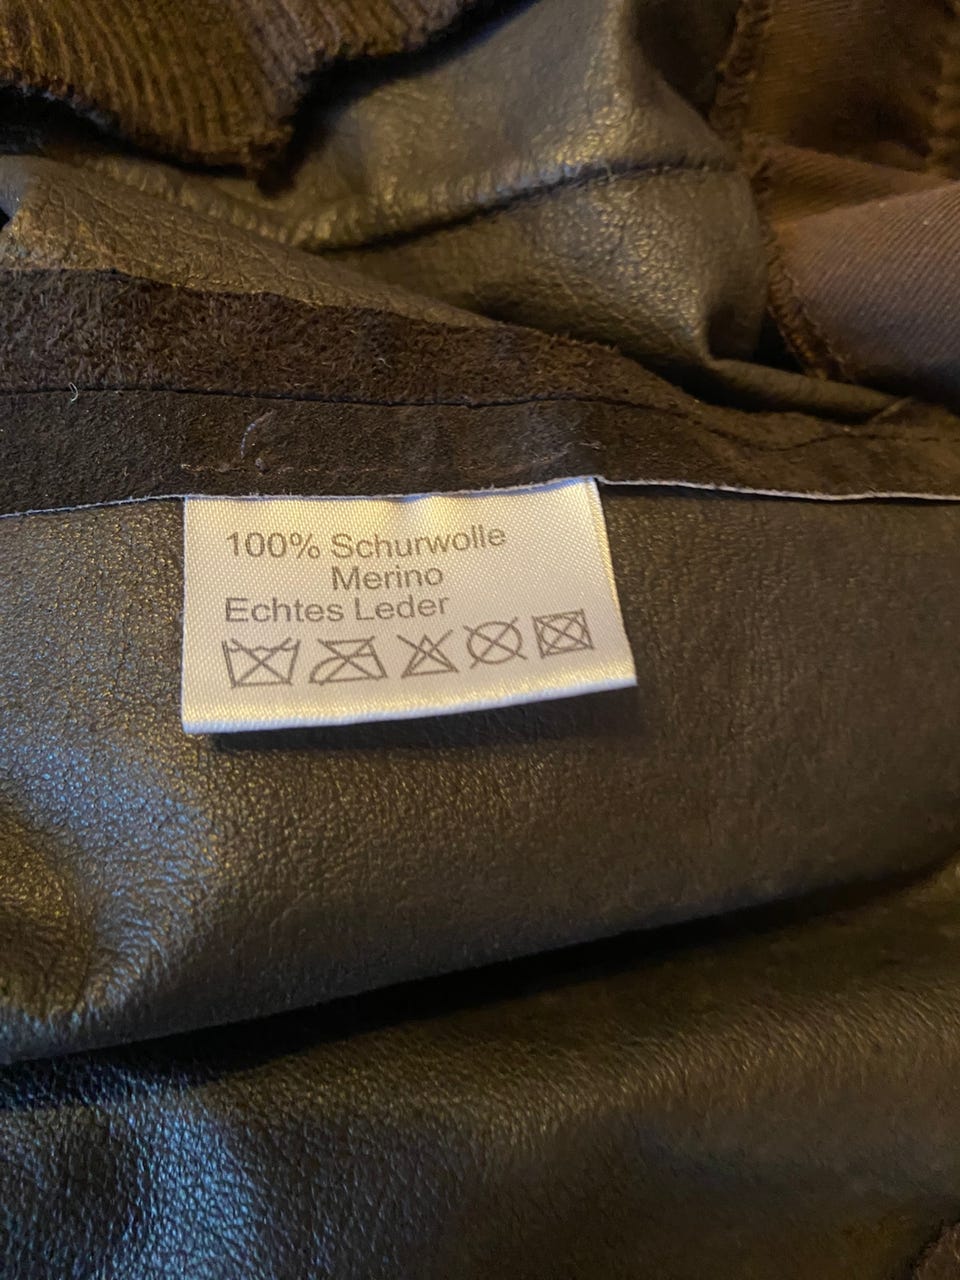 100% Schurwolle
Merino
Echtes Leder